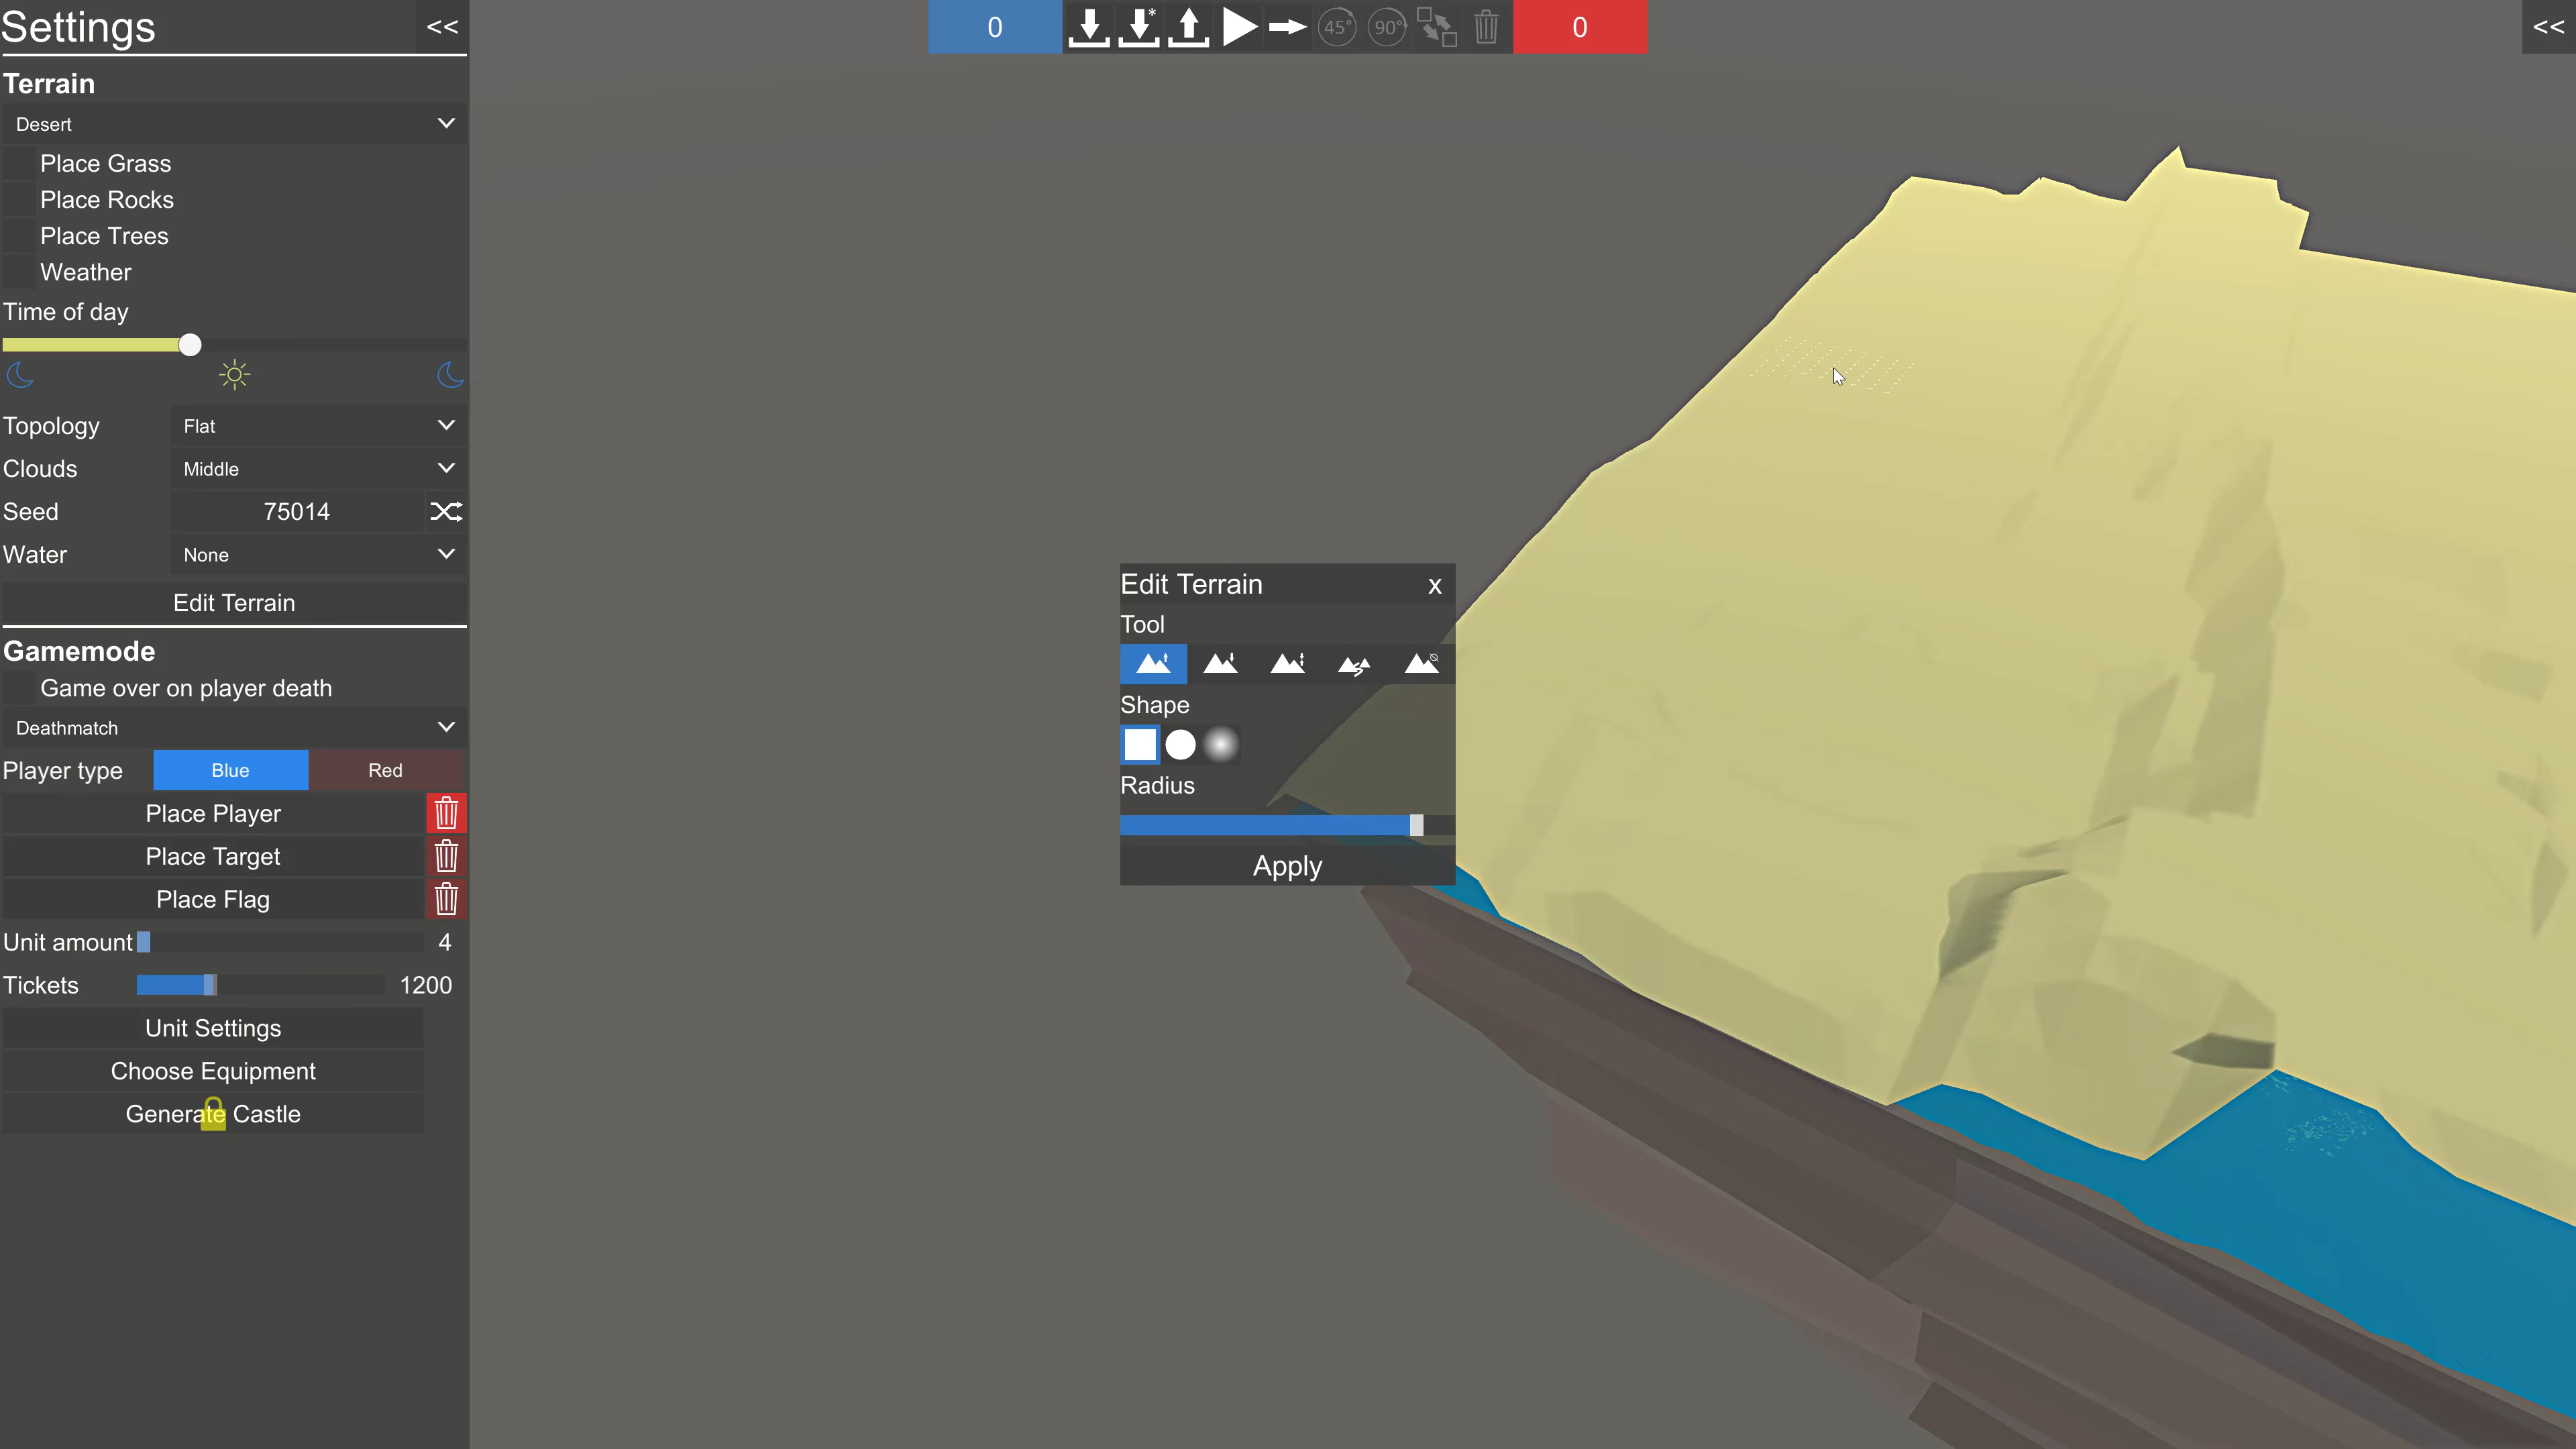 Settings
<<
0
45°
90°
0
<<
Terrain
Desert
Place Grass
Place Rocks
Place Trees
Weather
Time of day
Topology
Flat
Clouds
Middle
Seed
75014
Water
None
Edit Terrain
Gamemode
Game over on player death
Deathmatch
Player type
Blue
Red
Place Player
Place Target
Place Flag
Unit amount
4
Tickets
1200
Unit Settings
Choose Equipment
Generate Castle
Edit Terrain
x
Tool
Shape
Radius
Apply